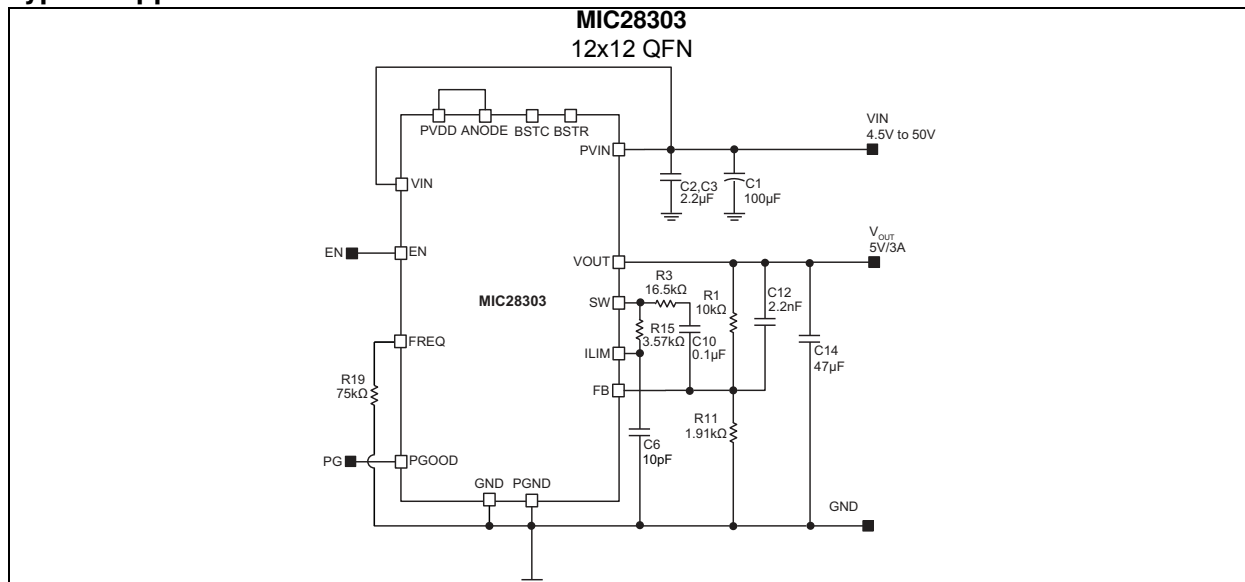 MIC28303
12x12 QFN
PVDD ANODE BSTC BSTR
PVIN
VIN
4.5V to 50V
C2,C3
2.2µF
C1
100µF
VIN
EN
EN
VOUT
V_OUT
5V/3A
MIC28303
SW
R3
16.5kΩ
R1
10kΩ
C12
2.2nF
R15
3.57kΩ
C10
0.1µF
ILIM
C14
47µF
FREQ
R19
75kΩ
FB
R11
1.91kΩ
C6
10pF
PG
PGOOD
GND PGND
GND